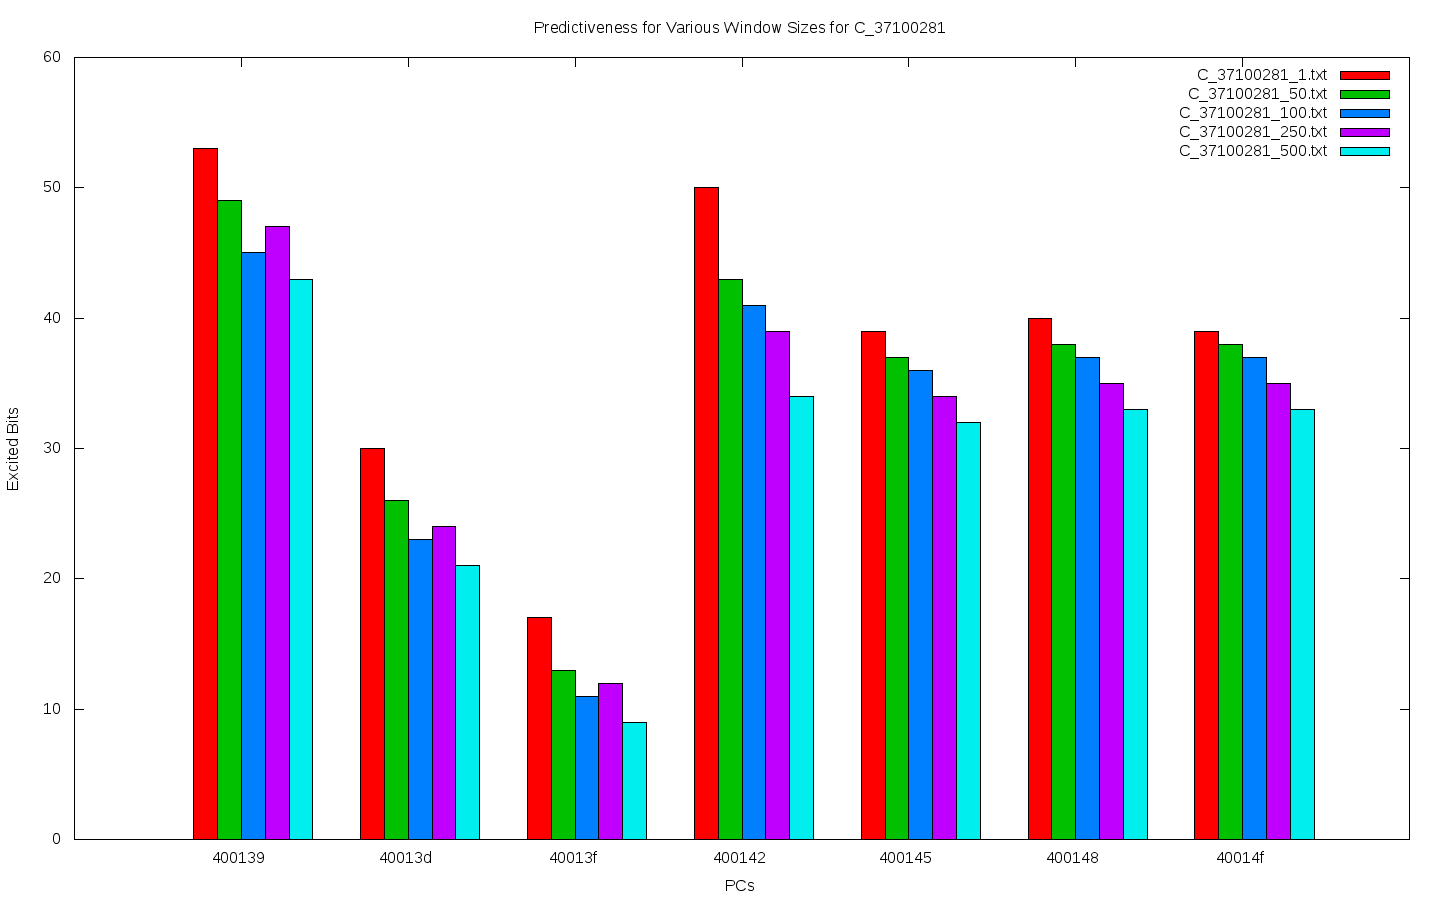 Predictiveness for Various Window Sizes for C_37100281
60
C_37100281_1.txt
C_37100281_50.txt
C_37100281_100.txt
C_37100281_250.txt
C_37100281_500.txt
50
40
30
20
10
0
Excited Bits
400139 40013d 40013f 400142 400145 400148 40014f
PCs